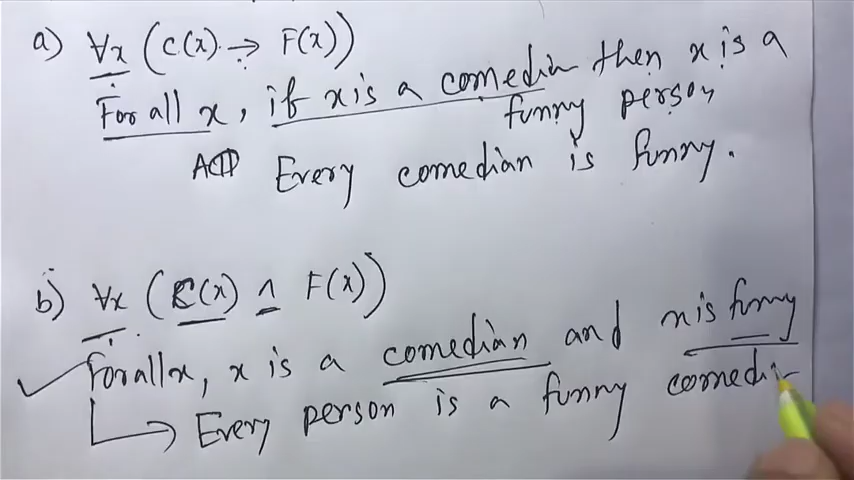 a) ∀x (C(x) → F(x))
For all x, if x is a comedian then x is a
funny person
Every comedian is funny.
b) ∀x (C(x) ∧ F(x))
For all x, x is a comedian and x is funny
Every person is a funny comedia